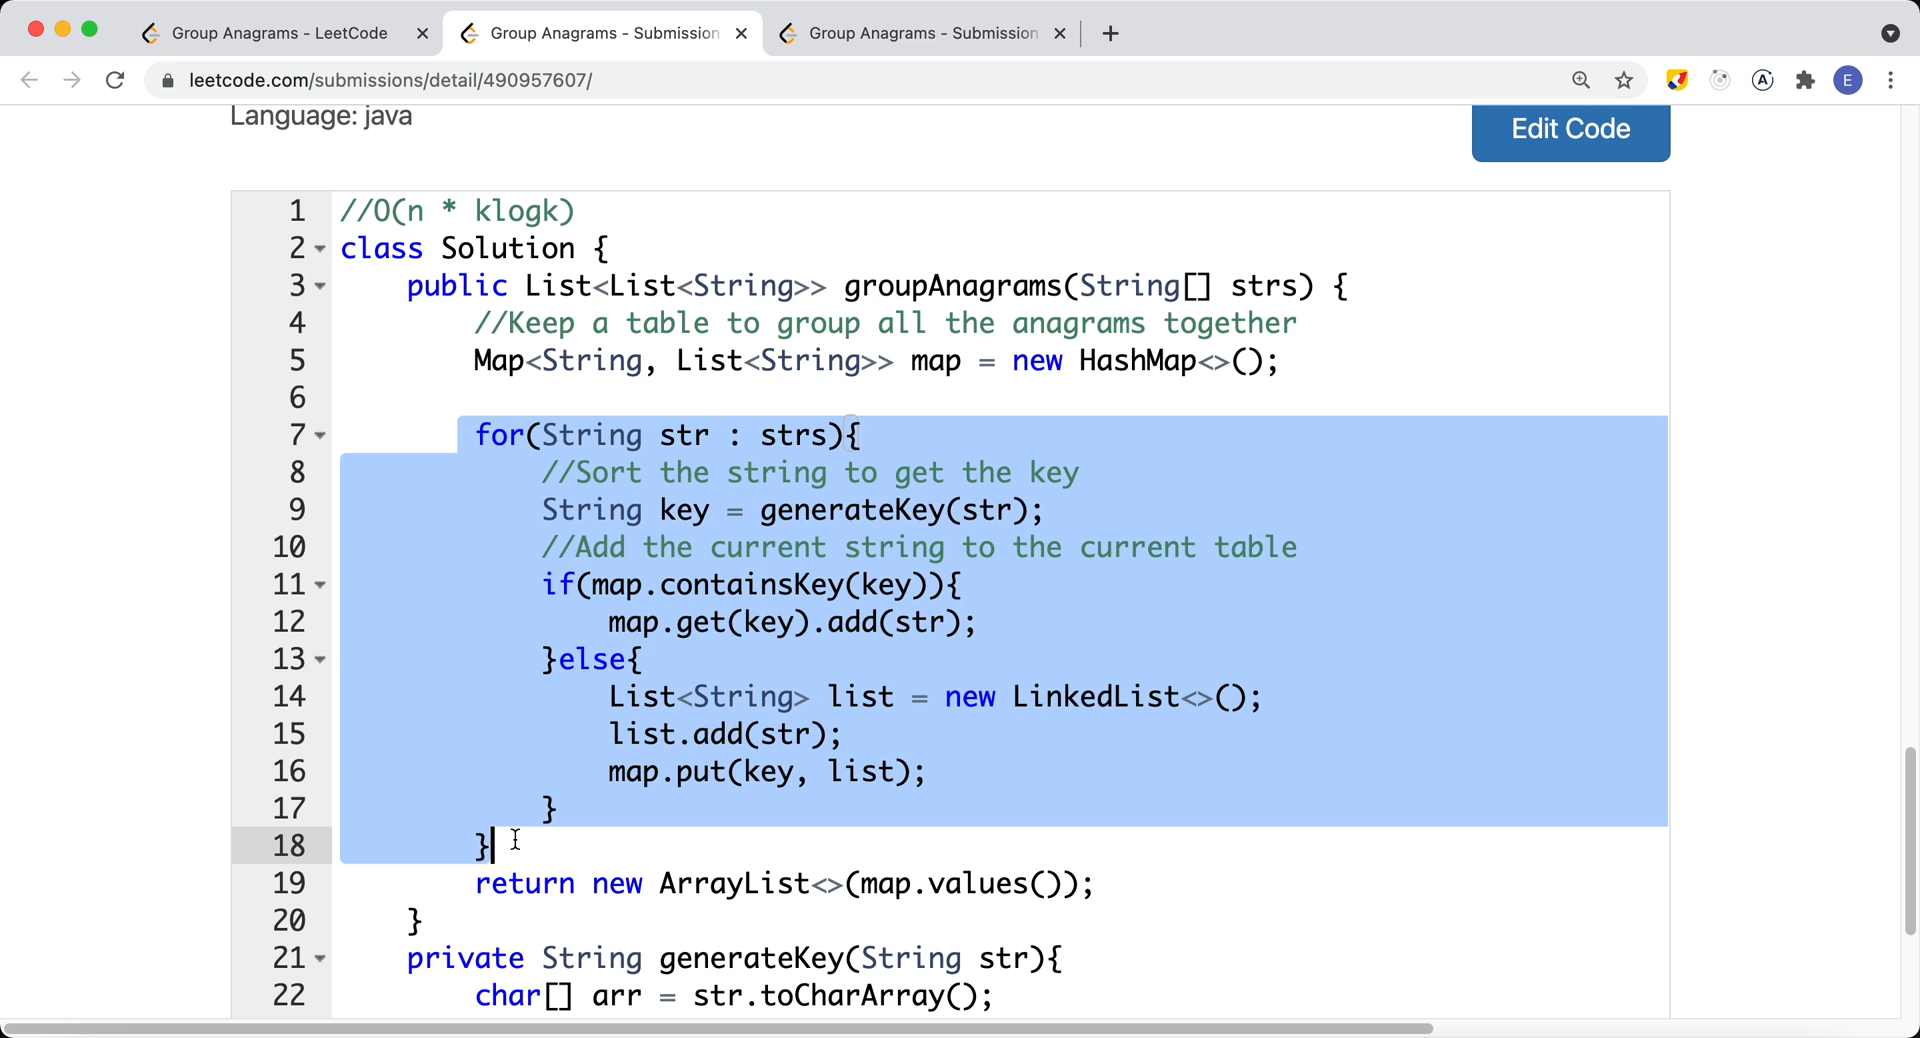 Group Anagrams - LeetCode
Group Anagrams - Submission
Group Anagrams - Submission
leetcode.com/submissions/detail/490957607/
A
E
Language: java
Edit Code
1 //O(n * klogk)
2 class Solution {
3 public List<List<String>> groupAnagrams(String[] strs) {
4 //Keep a table to group all the anagrams together
5 Map<String, List<String>> map = new HashMap<>();
6
7 for(String str : strs){
8 //Sort the string to get the key
9 String key = generateKey(str);
10 //Add the current string to the current table
11 if(map.containsKey(key)){
12 map.get(key).add(str);
13 }else{
14 List<String> list = new LinkedList<>();
15 list.add(str);
16 map.put(key, list);
17 }
18 }
19 return new ArrayList<>(map.values());
20 }
21 private String generateKey(String str){
22 char[] arr = str.toCharArray();